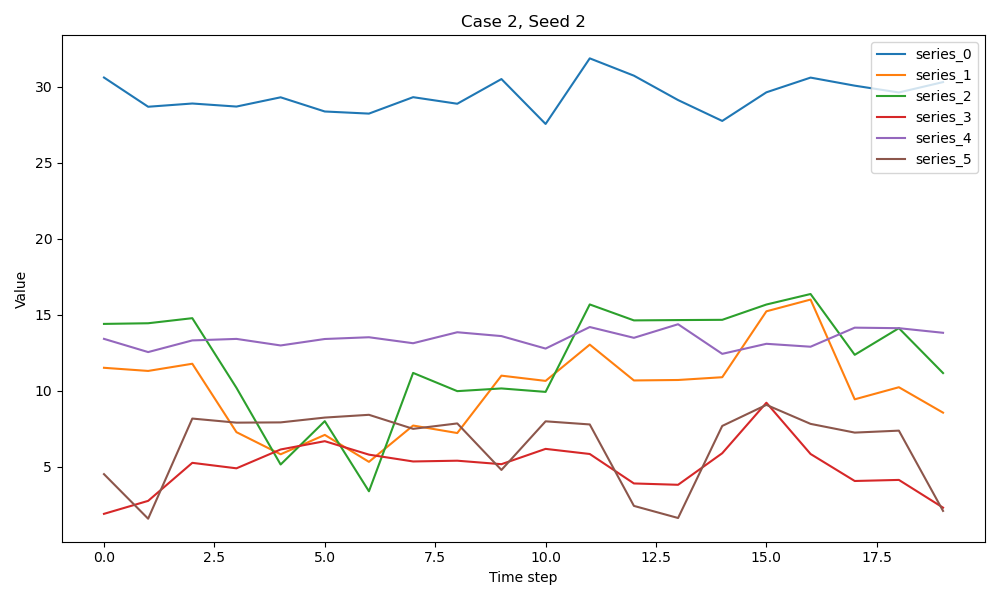 Case 2, Seed 2
series_0
series_1
series_2
series_3
series_4
series_5
30
25
20
15
10
5
Value
0.0 2.5 5.0 7.5 10.0 12.5 15.0 17.5
Time step